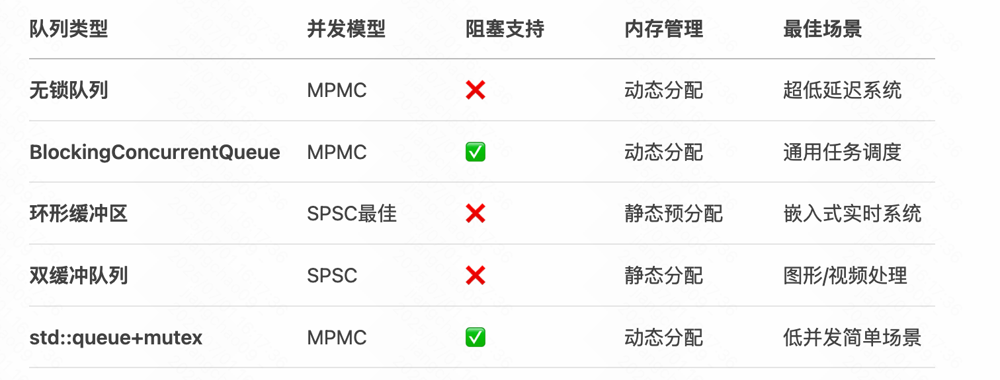 队列类型 并发模型 阻塞支持 内存管理 最佳场景
无锁队列 MPMC ❌ 动态分配 超低延迟系统
BlockingConcurrentQueue MPMC ✅ 动态分配 通用任务调度
环形缓冲区 SPSC最佳 ❌ 静态预分配 嵌入式实时系统
双缓冲队列 SPSC ❌ 静态分配 图形/视频处理
std::queue+mutex MPMC ✅ 动态分配 低并发简单场景